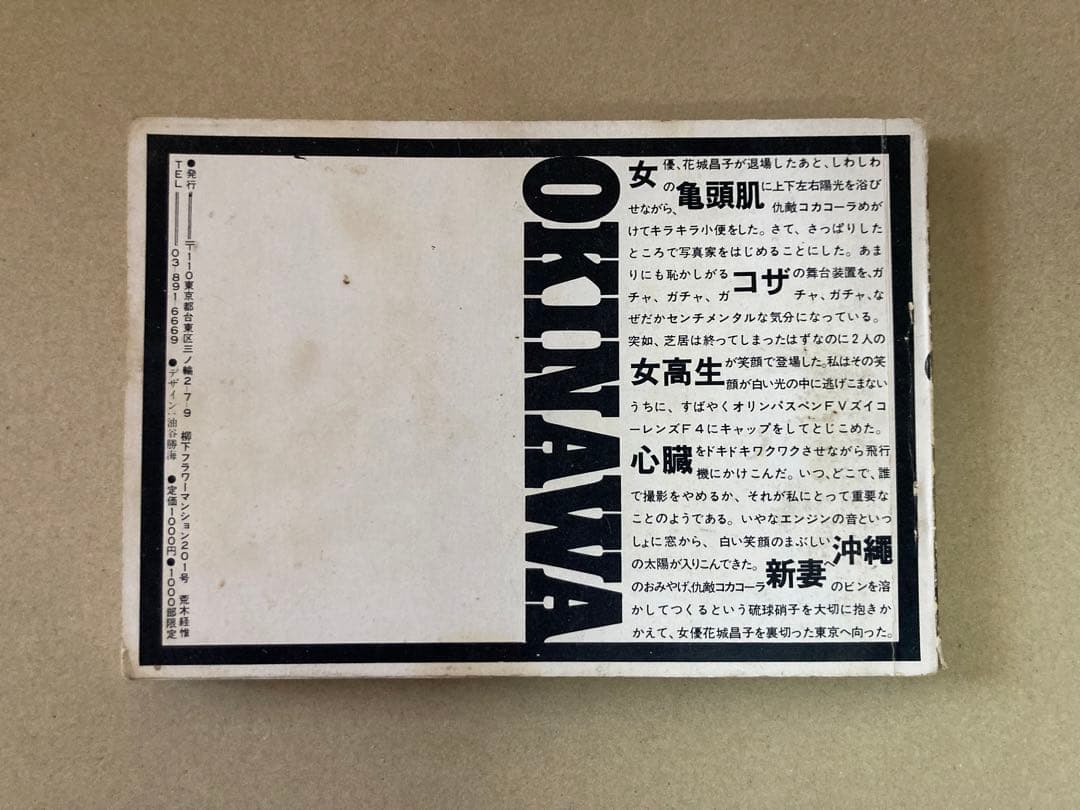 ●発行
〒110東京都台東区三ノ輪2-7-9 柳下フラワーマンション201号 荒木経惟
TEL
03-891-6669 ●デザイン 油谷勝海 ●定価1000円●1000部限定
OKINAWA
女優、花城昌子が退場したあと、しわしわ
の亀頭肌に上下左右陽光を浴び
せながら、仇敵コカコーラめが
けてキラキラ小便をした。さて、さっぱりした
ところで写真家をはじめることにした。あま
りにも恥かしがるコザの舞台装置を、ガ
チャ、ガチャ、ガチャ、ガチャ、な
ぜだかセンチメンタルな気分になっている。
突如、芝居は終ってしまったはずなのに2人の
女高生が笑顔で登場した。私はその笑
顔が白い光の中に逃げこまない
うちに、すばやくオリンパスペンFVズイコ
ーレンズF4にキャップをしてとじこめた。
心臓をドキドキワクワクさせながら飛行
機にかけこんだ。いつ、どこで、誰
で撮影をやめるか、それが私にとって重要な
ことのようである。いやなエンジンの音といっ
しょに窓から、白い笑顔のまぶしい沖縄
の太陽が入りこんできた。新妻へ
のおみやげ、仇敵コカコーラのビンを溶
かしてつくるという琉球硝子を大切に抱きか
かえて、女優花城昌子を裏切った東京へ向った。